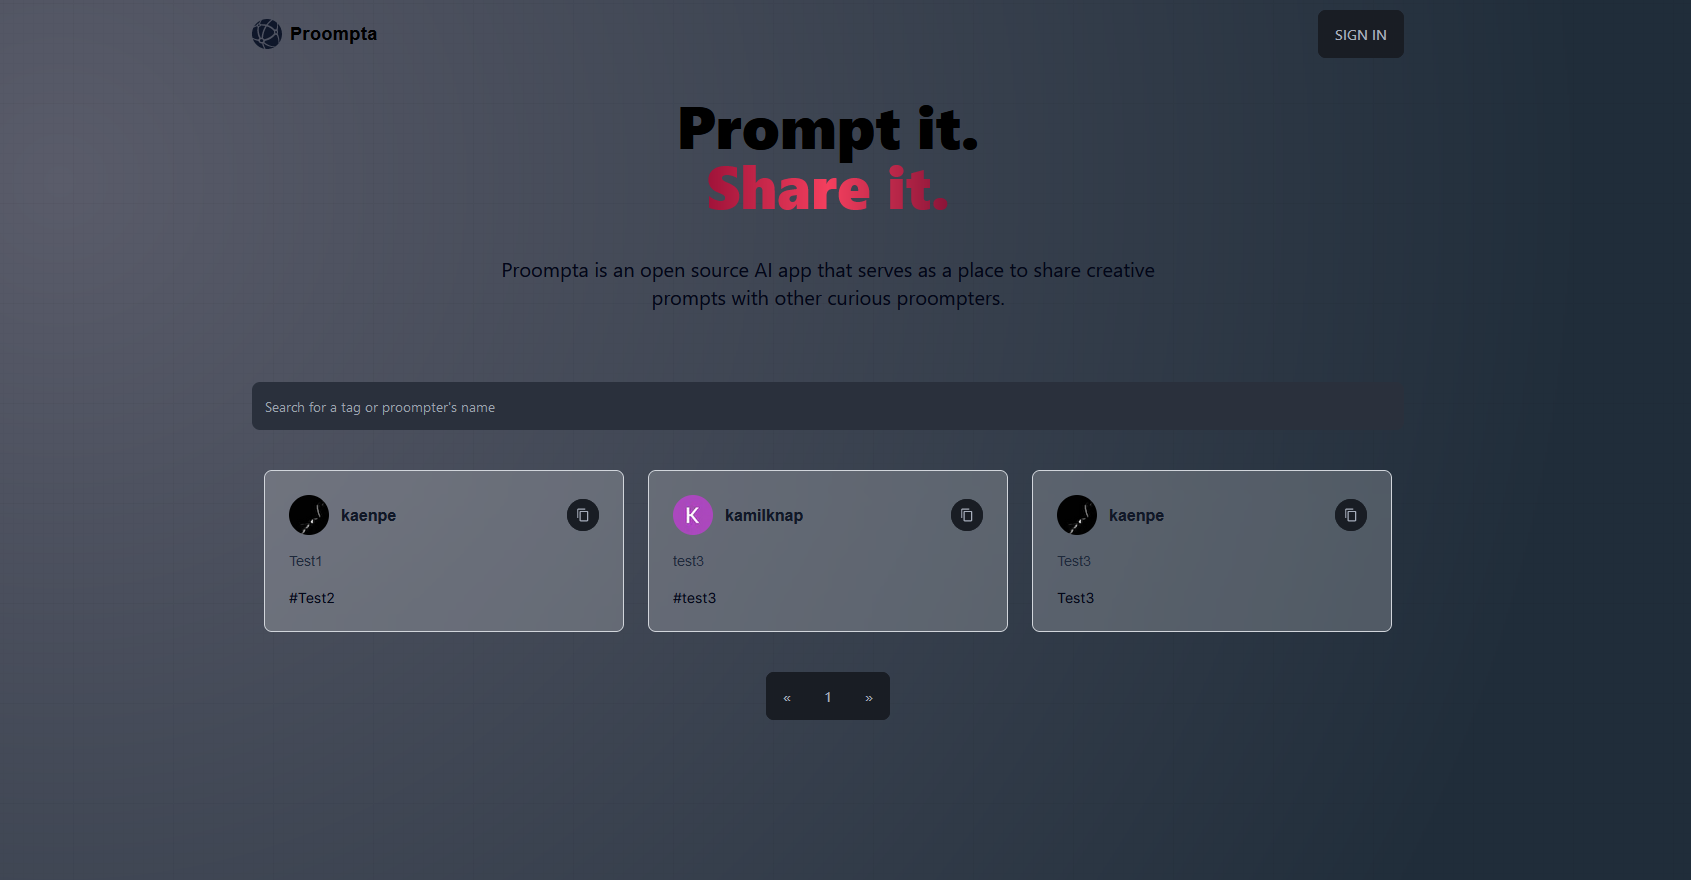 Proompta
SIGN IN
Prompt it.
Share it.
Proompta is an open source AI app that serves as a place to share creative
prompts with other curious proompters.
Search for a tag or proompter's name
kaenpe
Test1
#Test2
K
kamilknap
test3
#test3
kaenpe
Test3
Test3
« 1 »